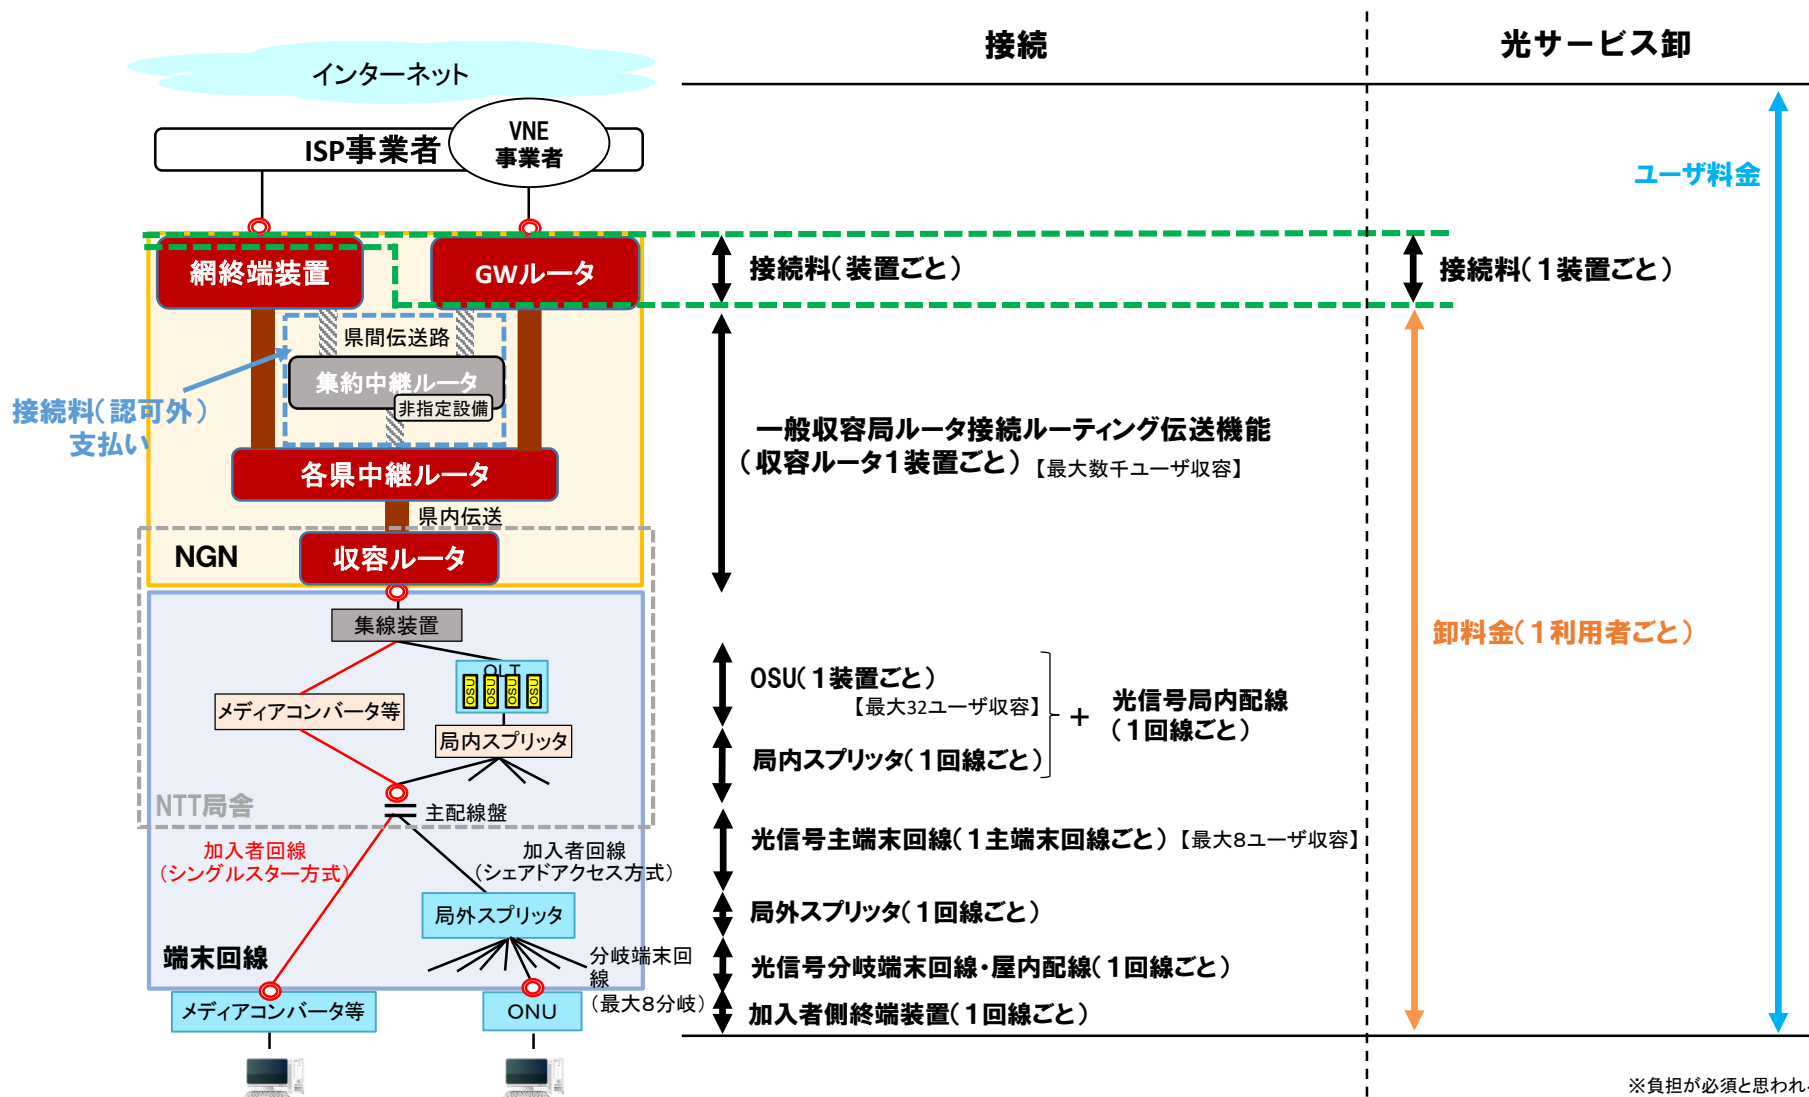 接続
光サービス卸
インターネット
VNE
事業者
ISP事業者
ユーザ料金
網終端装置
GWルータ
接続料(装置ごと)
接続料(1装置ごと)
県間伝送路
集約中継ルータ
非指定設備
接続料(認可外)
支払い
一般収容局ルータ接続ルーティング伝送機能
(収容ルータ1装置ごと)【最大数千ユーザ収容】
各県中継ルータ
県内伝送
NGN
収容ルータ
集線装置
卸料金(1利用者ごと)
OLT
OSU
OSU
OSU
OSU
OSU(1装置ごと)
【最大32ユーザ収容】
+
光信号局内配線
(1回線ごと)
メディアコンバータ等
局内スプリッタ
局内スプリッタ(1回線ごと)
NTT局舎
主配線盤
光信号主端末回線(1主端末回線ごと)【最大8ユーザ収容】
加入者回線
(シングルスター方式)
加入者回線
(シェアドアクセス方式)
局外スプリッタ
局外スプリッタ(1回線ごと)
端末回線
分岐端末回
線
(最大8分岐)
光信号分岐端末回線・屋内配線(1回線ごと)
メディアコンバータ等
ONU
加入者側終端装置(1回線ごと)
※負担が必須と思われ